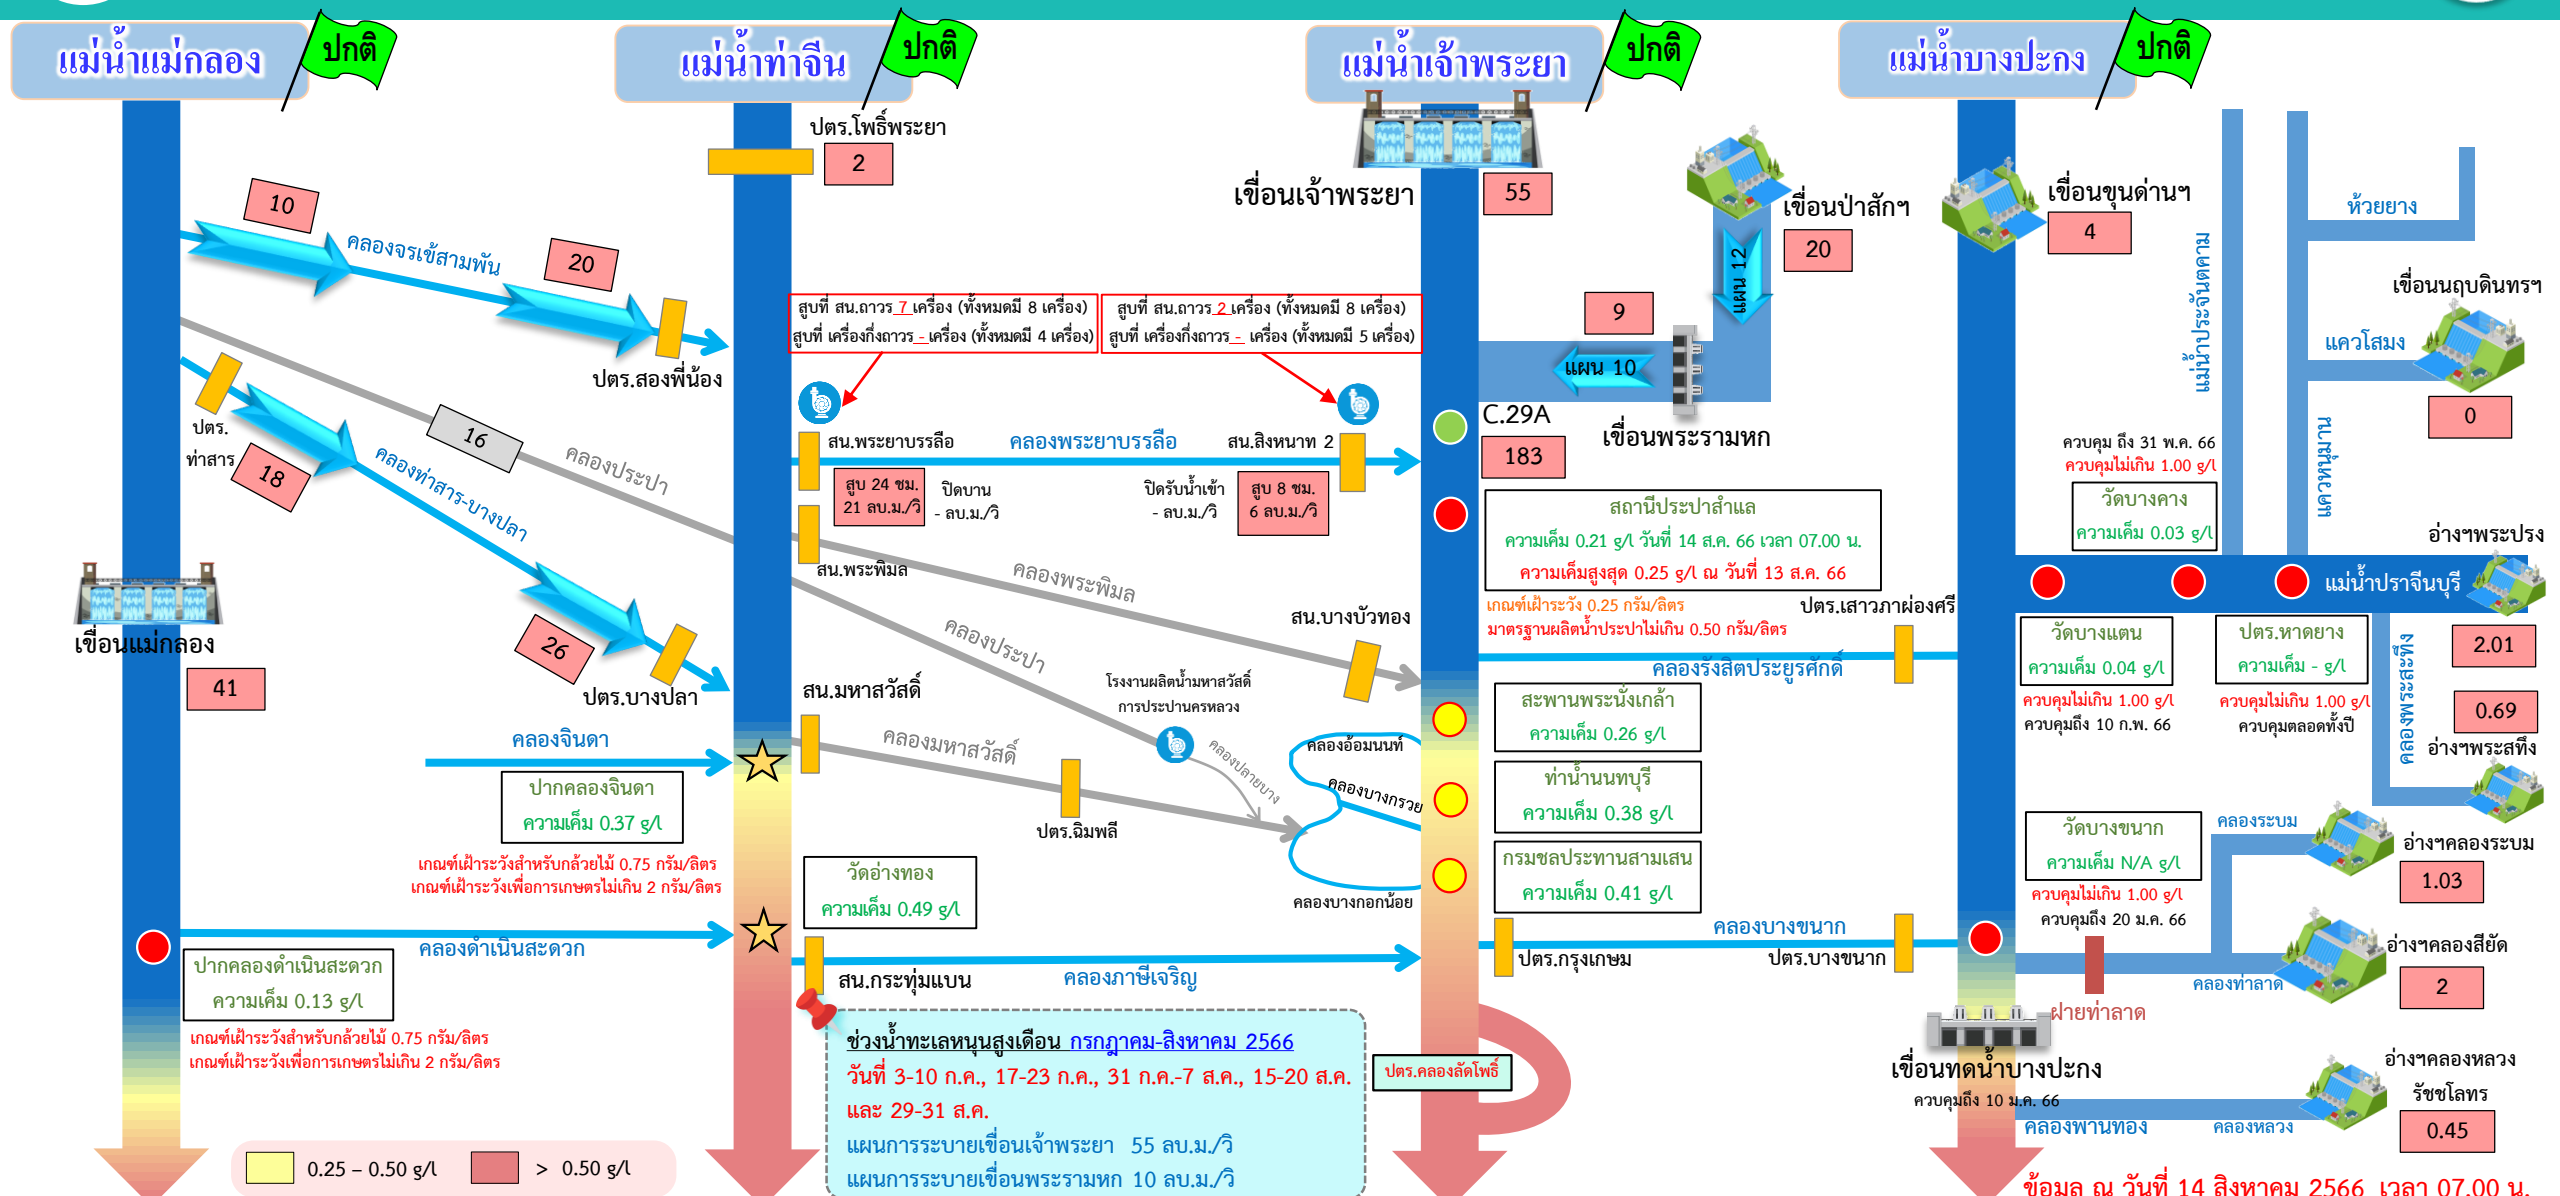 แม่น้ำแม่กลอง
ปกติ
แม่น้ำท่าจีน
ปกติ
แม่น้ำเจ้าพระยา
ปกติ
แม่น้ำบางปะกง
ปกติ
10
คลองจรเข้สามพัน
20
ปตร.สองพี่น้อง
ปตร.
ท่าสาร
18
คลองท่าสาร-บางปลา
16
คลองประปา
26
ปตร.บางปลา
เขื่อนแม่กลอง
41
คลองจินดา
ปากคลองจินดา
ความเค็ม 0.37 g/l
เกณฑ์เฝ้าระวังสำหรับกล้วยไม้ 0.75 กรัม/ลิตร
เกณฑ์เฝ้าระวังเพื่อการเกษตรไม่เกิน 2 กรัม/ลิตร
คลองดำเนินสะดวก
ปากคลองดำเนินสะดวก
ความเค็ม 0.13 g/l
เกณฑ์เฝ้าระวังสำหรับกล้วยไม้ 0.75 กรัม/ลิตร
เกณฑ์เฝ้าระวังเพื่อการเกษตรไม่เกิน 2 กรัม/ลิตร
0.25 – 0.50 g/l
> 0.50 g/l
ปตร.โพธิ์พระยา
2
สูบที่ สน.ถาวร 7 เครื่อง (ทั้งหมดมี 8 เครื่อง)
สูบที่ เครื่องกึ่งถาวร - เครื่อง (ทั้งหมดมี 4 เครื่อง)
สูบที่ สน.ถาวร 2 เครื่อง (ทั้งหมดมี 8 เครื่อง)
สูบที่ เครื่องกึ่งถาวร - เครื่อง (ทั้งหมดมี 5 เครื่อง)
สน.พระยาบรรลือ
คลองพระยาบรรลือ
สน.สิงหนาท 2
สูบ 24 ชม.
21 ลบ.ม./วิ
ปิดบาน
- ลบ.ม./วิ
ปิดรับน้ำเข้า
- ลบ.ม./วิ
สูบ 8 ชม.
6 ลบ.ม./วิ
สน.พระพิมล
คลองพระพิมล
คลองประปา
สน.บางบัวทอง
สน.มหาสวัสดิ์
โรงงานผลิตน้ำมหาสวัสดิ์
การประปานครหลวง
คลองมหาสวัสดิ์
คลองปลายบาง
ปตร.ฉิมพลี
คลองอ้อมนนท์
คลองบางกรวย
คลองบางกอกน้อย
วัดอ่างทอง
ความเค็ม 0.49 g/l
สน.กระทุ่มแบน
คลองภาษีเจริญ
ช่วงน้ำทะเลหนุนสูงเดือน กรกฎาคม-สิงหาคม 2566
วันที่ 3-10 ก.ค., 17-23 ก.ค., 31 ก.ค.-7 ส.ค., 15-20 ส.ค.
และ 29-31 ส.ค.
แผนการระบายเขื่อนเจ้าพระยา 55 ลบ.ม./วิ
แผนการระบายเขื่อนพระรามหก 10 ลบ.ม./วิ
เขื่อนเจ้าพระยา
55
เขื่อนป่าสักฯ
20
แผน 12
9
แผน 10
เขื่อนพระรามหก
C.29A
183
สถานีประปาสำแล
ความเค็ม 0.21 g/l วันที่ 14 ส.ค. 66 เวลา 07.00 น.
ความเค็มสูงสุด 0.25 g/l ณ วันที่ 13 ส.ค. 66
เกณฑ์เฝ้าระวัง 0.25 กรัม/ลิตร
มาตรฐานผลิตน้ำประปาไม่เกิน 0.50 กรัม/ลิตร
ปตร.เสาวภาผ่องศรี
คลองรังสิตประยูรศักดิ์
สะพานพระนั่งเกล้า
ความเค็ม 0.26 g/l
ท่าน้ำนนทบุรี
ความเค็ม 0.38 g/l
กรมชลประทานสามเสน
ความเค็ม 0.41 g/l
คลองบางขนาก
ปตร.กรุงเกษม
ปตร.บางขนาก
ปตร.คลองลัดโพธิ์
เขื่อนขุนด่านฯ
4
แม่น้ำประจันตคาม
ห้วยยาง
เขื่อนนฤบดินทรฯ
แควโสมง
0
แควหนุมาน
ควบคุม ถึง 31 พ.ค. 66
ควบคุมไม่เกิน 1.00 g/l
วัดบางคาง
ความเค็ม 0.03 g/l
อ่างฯพระปรง
แม่น้ำปราจีนบุรี
2.01
วัดบางแตน
ความเค็ม 0.04 g/l
ควบคุมไม่เกิน 1.00 g/l
ควบคุมถึง 10 ก.พ. 66
ปตร.หาดยาง
ความเค็ม - g/l
ควบคุมไม่เกิน 1.00 g/l
ควบคุมตลอดทั้งปี
คลองพระสะทึง
0.69
อ่างฯพระสทึง
วัดบางขนาก
ความเค็ม N/A g/l
ควบคุมไม่เกิน 1.00 g/l
ควบคุมถึง 20 ม.ค. 66
คลองระบม
อ่างฯคลองระบม
1.03
อ่างฯคลองสียัด
2
คลองท่าลาด
ฝายท่าลาด
เขื่อนทดน้ำบางปะกง
ควบคุมถึง 10 ม.ค. 66
คลองพานทอง
คลองหลวง
อ่างฯคลองหลวง
รัชชโลทร
0.45
ข้อมูล ณ วันที่ 14 สิงหาคม 2566 เวลา 07.00 น.